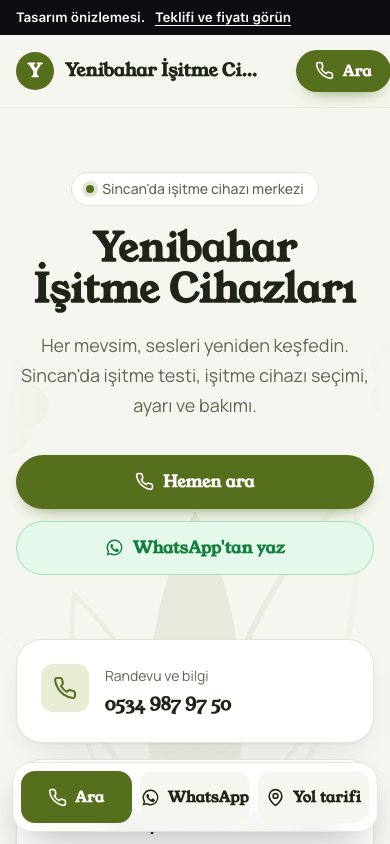 Tasarım önizlemesi. Teklifi ve fiyatı görün
Y Yenibahar İşitme Ci... Ara
Sincan'da işitme cihazı merkezi
Yenibahar
İşitme Cihazları
Her mevsim, sesleri yeniden keşfedin.
Sincan'da işitme testi, işitme cihazı seçimi,
ayarı ve bakımı.
Hemen ara
WhatsApp'tan yaz
Randevu ve bilgi
0534 987 97 50
Ara WhatsApp Yol tarifi